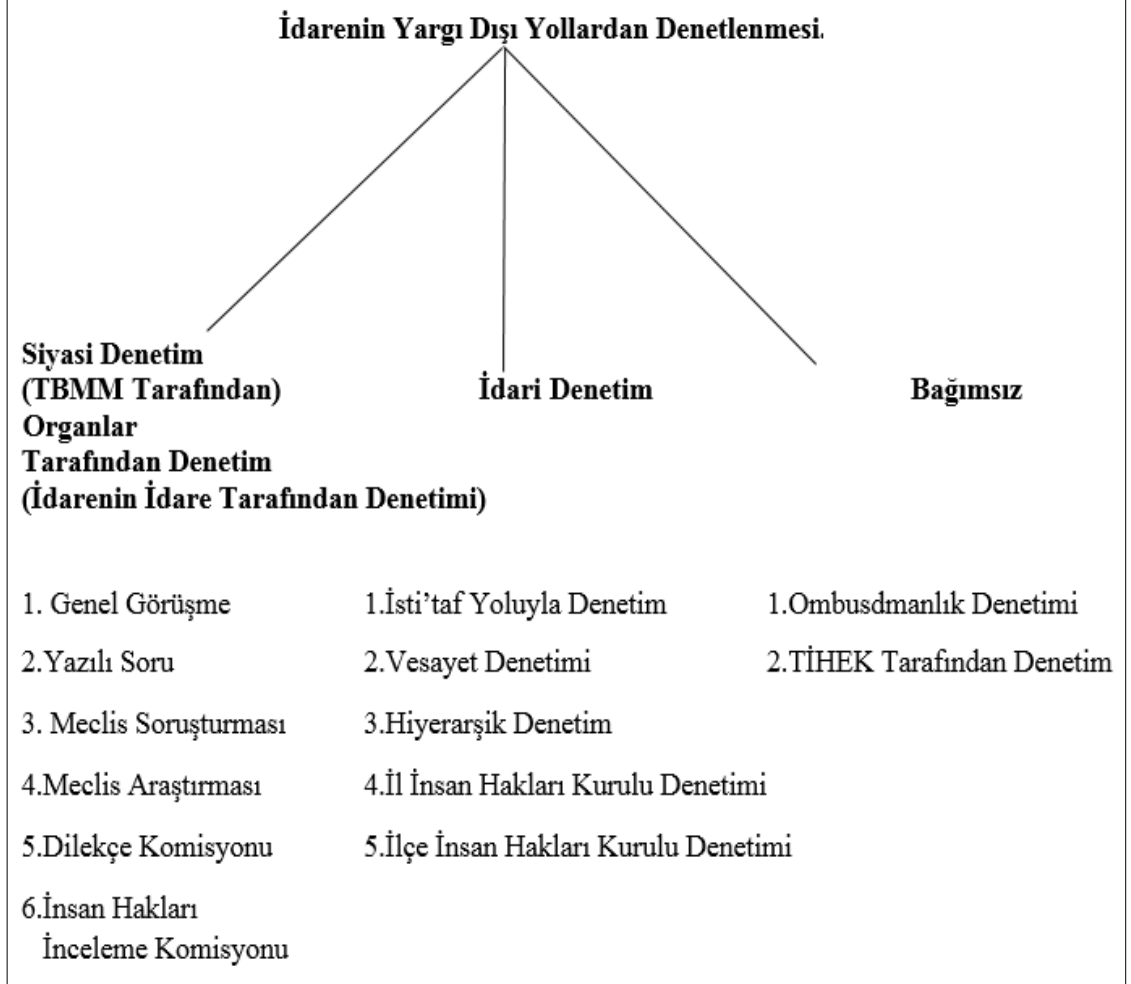 İdarenin Yargı Dışı Yollardan Denetlenmesi.
Siyasi Denetim
(TBMM Tarafından) İdari Denetim Bağımsız
Organlar
Tarafından Denetim
(İdarenin İdare Tarafından Denetimi)
1. Genel Görüşme 1.İsti’taf Yoluyla Denetim 1.Ombusdmanlık Denetimi
2.Yazılı Soru 2.Vesayet Denetimi 2.TİHEK Tarafından Denetim
3. Meclis Soruşturması 3.Hiyerarşik Denetim
4.Meclis Araştırması 4.İl İnsan Hakları Kurulu Denetimi
5.Dilekçe Komisyonu 5.İlçe İnsan Hakları Kurulu Denetimi
6.İnsan Hakları
İnceleme Komisyonu